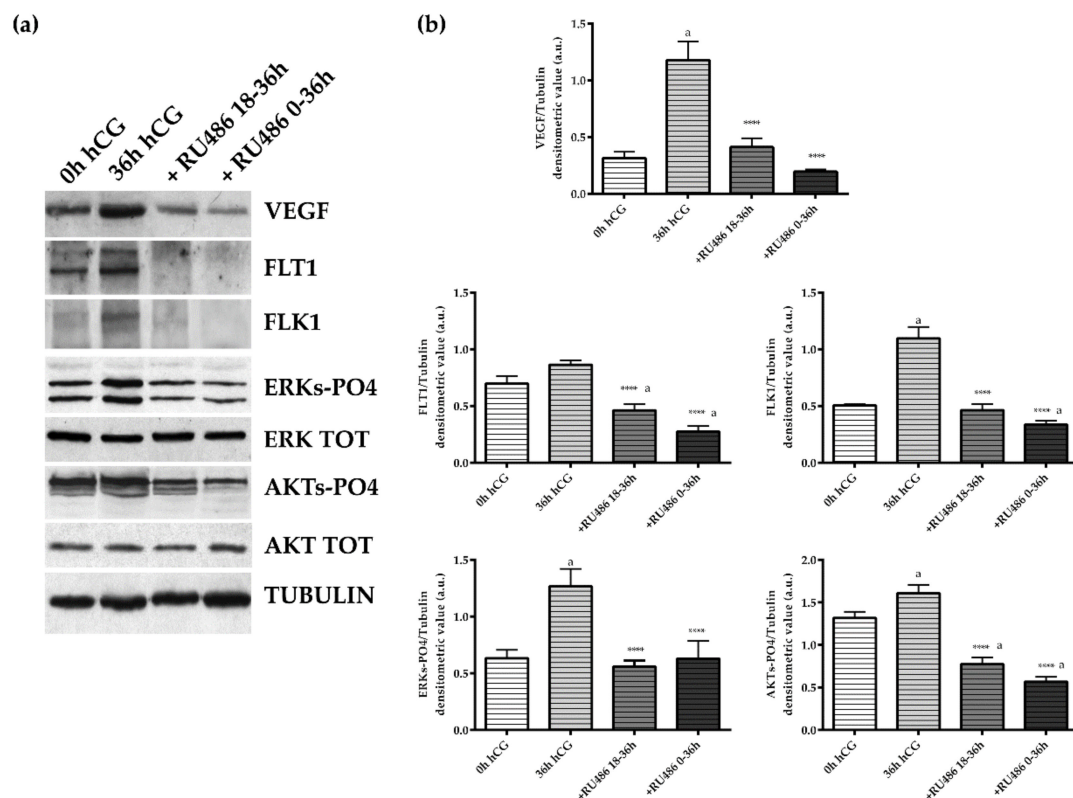 (a)
0h hCG
36h hCG
+ RU486 18-36h
+ RU486 0-36h
VEGF
FLT1
FLK1
ERKs-PO4
ERK TOT
AKTs-PO4
AKT TOT
TUBULIN
(b)
VEGF/Tubulin
densitometric value (a.u.)
1.5
1.0
0.5
0.0
a
****
****
0h hCG
36h hCG
+RU486 18-36h
+RU486 0-36h
FLT1/Tubulin
densitometric value (a.u.)
1.5
1.0
0.5
0.0
**** a
**** a
0h hCG
36h hCG
+RU486 18-36h
+RU486 0-36h
FLK1/Tubulin
densitometric value (a.u.)
1.5
1.0
0.5
0.0
a
****
**** a
0h hCG
36h hCG
+RU486 18-36h
+RU486 0-36h
ERKs-PO4/Tubulin
densitometric value (a.u.)
1.5
1.0
0.5
0.0
a
****
****
0h hCG
36h hCG
+RU486 18-36h
+RU486 0-36h
AKTs-PO4/Tubulin
densitometric value (a.u.)
2.0
1.5
1.0
0.5
0.0
a
**** a
**** a
0h hCG
36h hCG
+RU486 18-36h
+RU486 0-36h